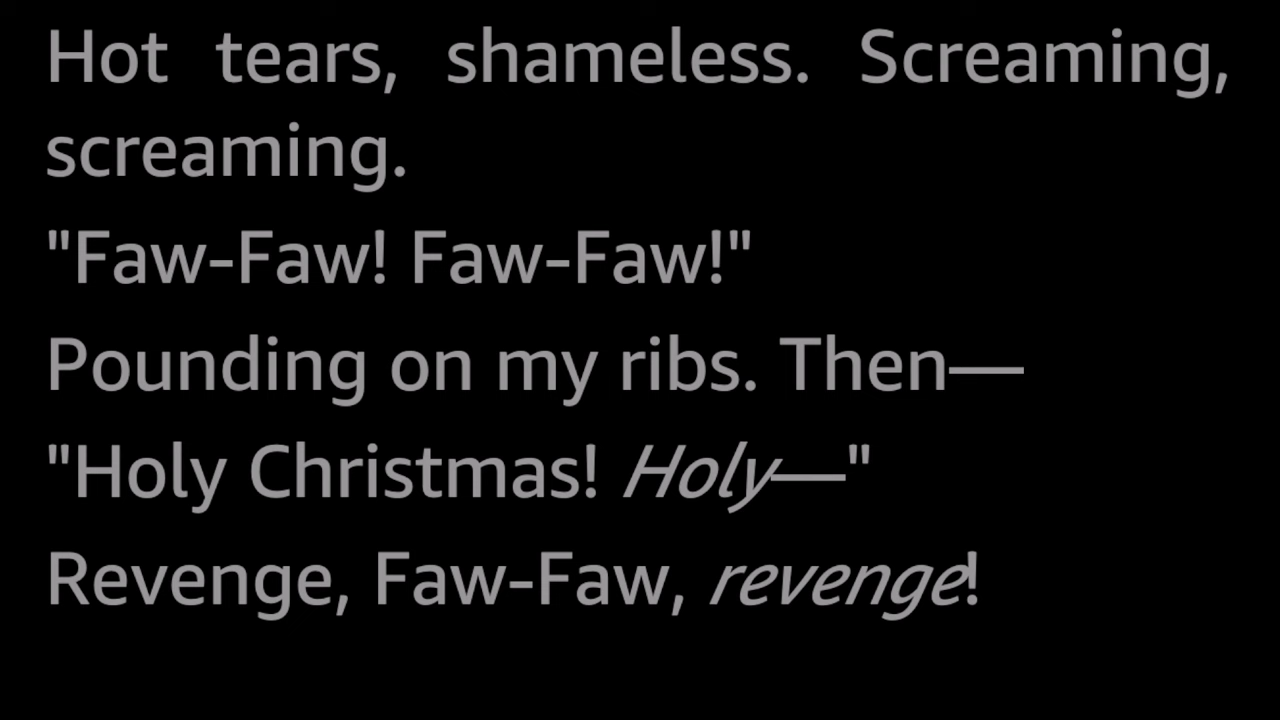 Hot tears, shameless. Screaming,
screaming.
"Faw-Faw! Faw-Faw!"
Pounding on my ribs. Then—
"Holy Christmas! Holy—"
Revenge, Faw-Faw, revenge!